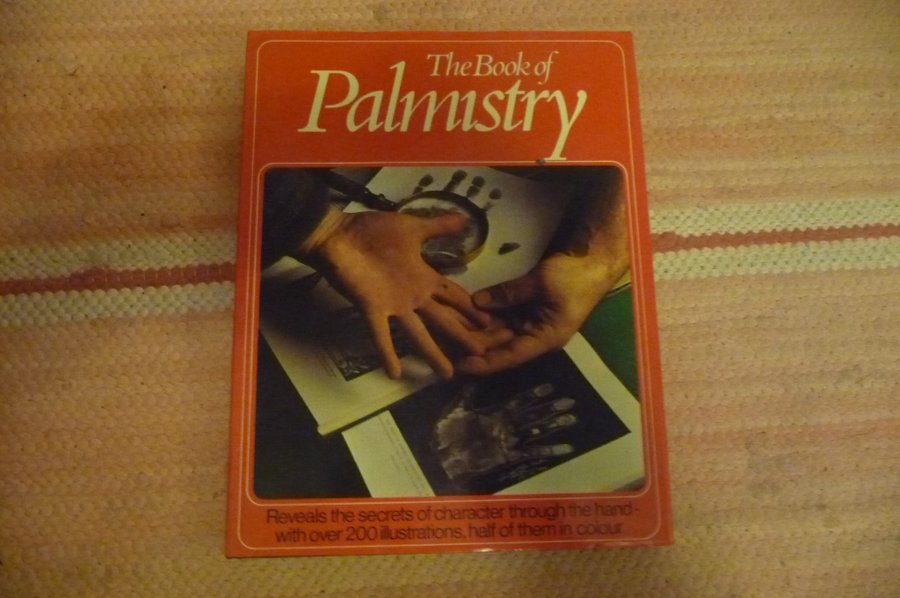 The Book of
Palmistry
Reveals the secrets of character through the hand-
with over 200 illustrations, half of them in colour